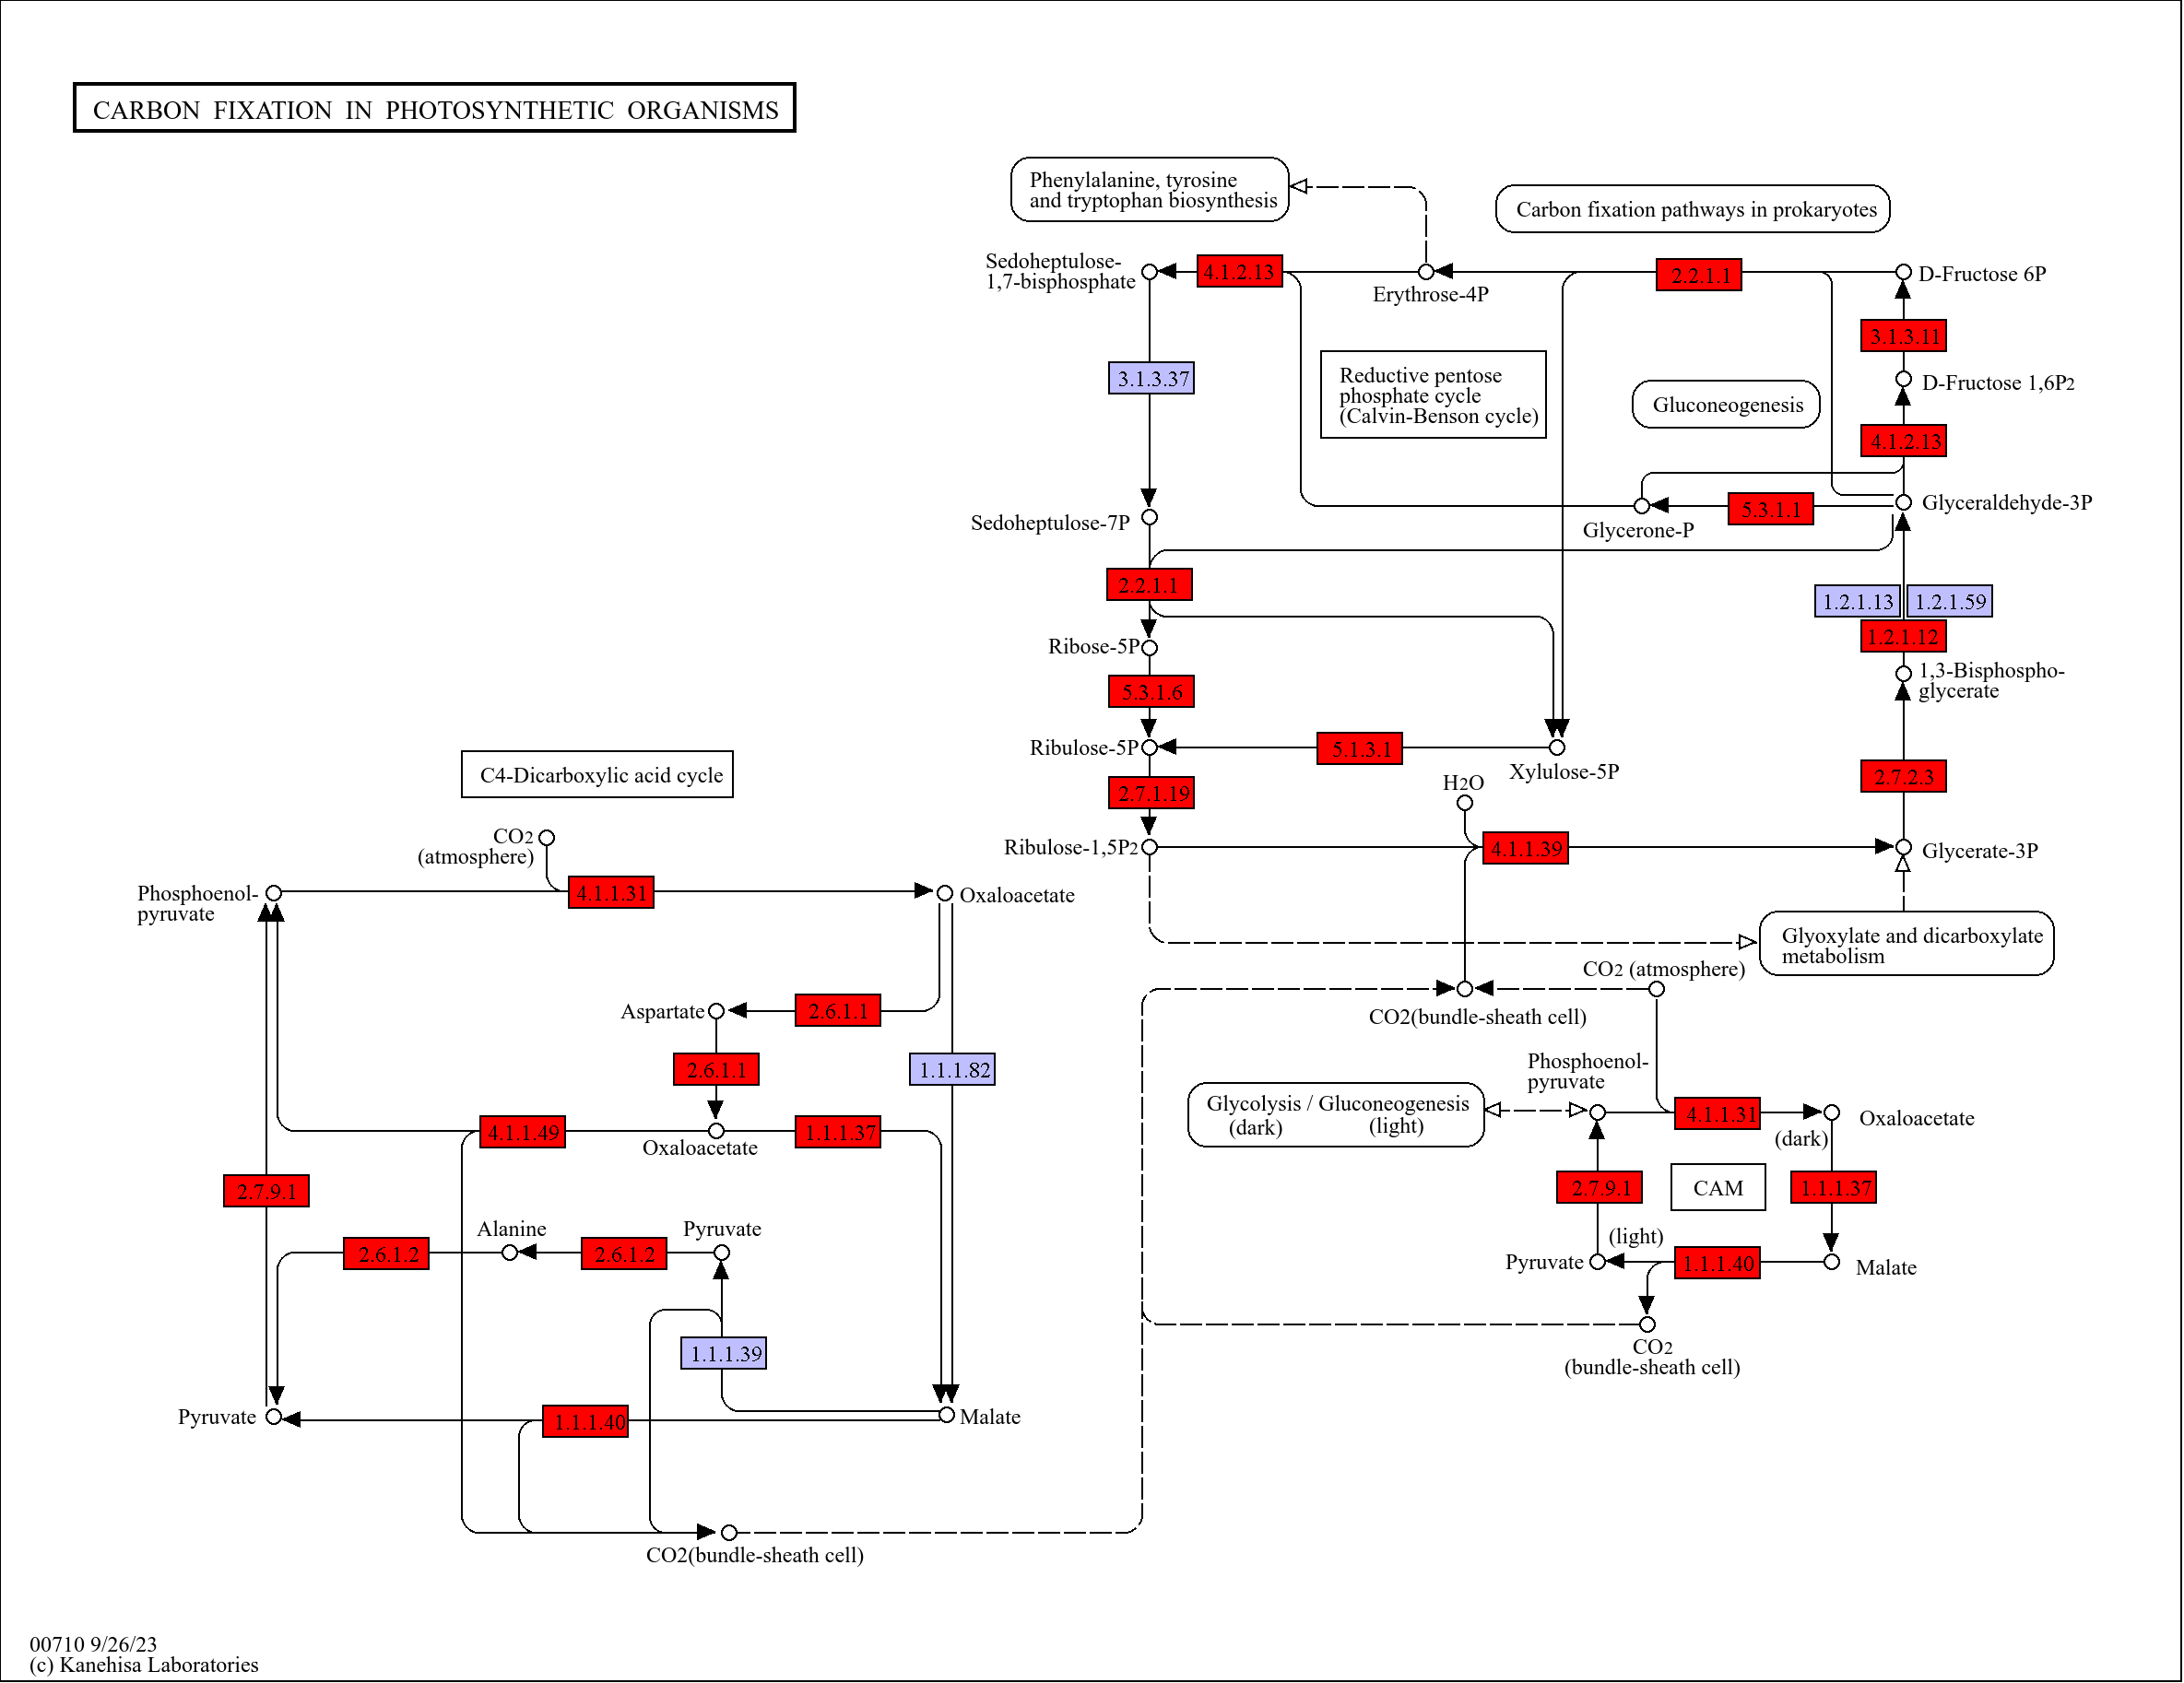 CARBON FIXATION IN PHOTOSYNTHETIC ORGANISMS
Phenylalanine, tyrosine
and tryptophan biosynthesis
Carbon fixation pathways in prokaryotes
Sedoheptulose-
1,7-bisphosphate
4.1.2.13
Erythrose-4P
2.2.1.1
D-Fructose 6P
3.1.3.11
3.1.3.37
Reductive pentose
phosphate cycle
(Calvin-Benson cycle)
Gluconeogenesis
D-Fructose 1,6P2
4.1.2.13
Sedoheptulose-7P
Glycerone-P
5.3.1.1
Glyceraldehyde-3P
2.2.1.1
1.2.1.13
1.2.1.59
1.2.1.12
Ribose-5P
5.3.1.6
1,3-Bisphospho-
glycerate
Ribulose-5P
5.1.3.1
Xylulose-5P
2.7.2.3
2.7.1.19
H2O
Ribulose-1,5P2
4.1.1.39
Glycerate-3P
Glyoxylate and dicarboxylate
metabolism
C4-Dicarboxylic acid cycle
CO2
(atmosphere)
Phosphoenol-
pyruvate
4.1.1.31
Oxaloacetate
Aspartate
2.6.1.1
2.6.1.1
1.1.1.82
4.1.1.49
Oxaloacetate
1.1.1.37
2.7.9.1
Alanine
Pyruvate
2.6.1.2
2.6.1.2
1.1.1.39
Pyruvate
1.1.1.40
Malate
CO2(bundle-sheath cell)
CO2 (atmosphere)
CO2(bundle-sheath cell)
Phosphoenol-
pyruvate
Glycolysis / Gluconeogenesis
(dark) (light)
4.1.1.31
Oxaloacetate
(dark)
2.7.9.1
CAM
1.1.1.37
(light)
Pyruvate
1.1.1.40
Malate
CO2
(bundle-sheath cell)
00710 9/26/23
(c) Kanehisa Laboratories